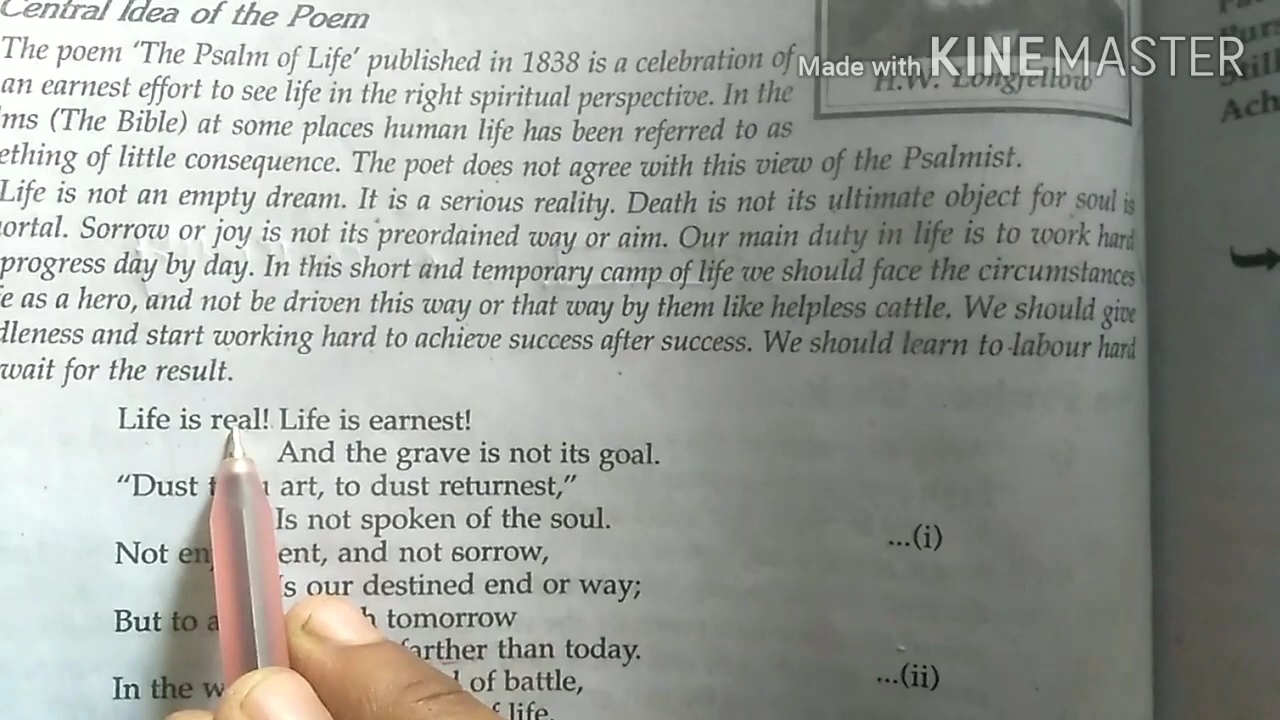 Central Idea of the Poem
The poem ‘The Psalm of Life’ published in 1838 is a celebration of
an earnest effort to see life in the right spiritual perspective. In the
ms (The Bible) at some places human life has been referred to as
ething of little consequence. The poet does not agree with this view of the Psalmist.
Life is not an empty dream. It is a serious reality. Death is not its ultimate object for soul is
ortal. Sorrow or joy is not its preordained way or aim. Our main duty in life is to work hard
progress day by day. In this short and temporary camp of life we should face the circumstances
e as a hero, and not be driven this way or that way by them like helpless cattle. We should give
dleness and start working hard to achieve success after success. We should learn to labour hard
wait for the result.
Made with KINEMASTER
H.W. Longfellow
Life is real! Life is earnest!
And the grave is not its goal.
“Dust art, to dust returnest,”
Is not spoken of the soul.
...(i)
Not en ent, and not sorrow,
Is our destined end or way;
But to a h tomorrow
farther than today.
...(ii)
In the w of battle,
f life,
Ach